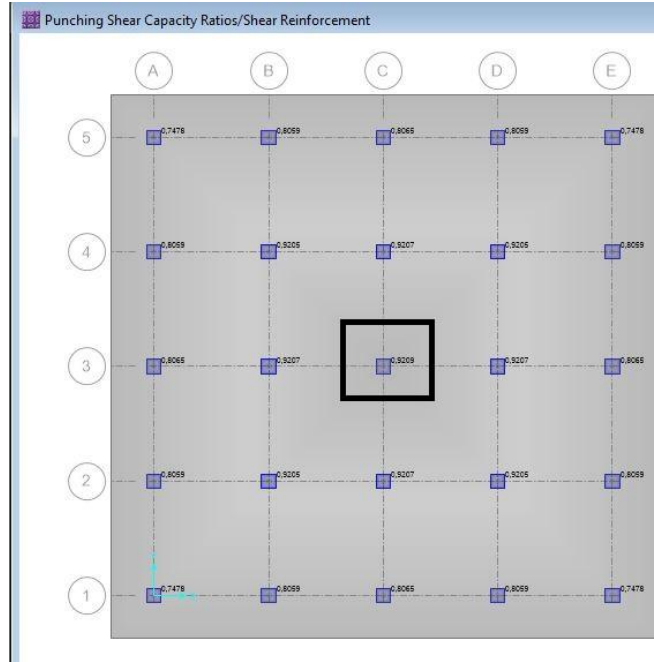 Punching Shear Capacity Ratios/Shear Reinforcement
A B C D E
5 0,7478 0,8059 0,8065 0,8059 0,7478
4 0,8059 0,9205 0,9207 0,9205 0,8059
3 0,8065 0,9207 0,9209 0,9207 0,8065
2 0,8059 0,9205 0,9207 0,9205 0,8059
1 0,7478 0,8059 0,8065 0,8059 0,7478